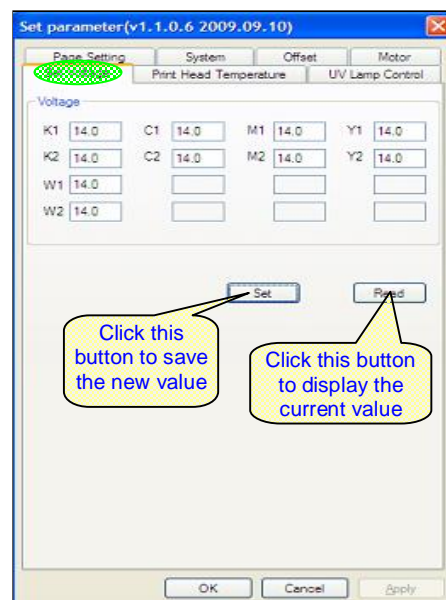 Set parameter(v1.1.0.6 2009.09.10)
Page Setting System Offset Motor
Voltage Print Head Temperature UV Lamp Control
Voltage
K1 14.0 C1 14.0 M1 14.0 Y1 14.0
K2 14.0 C2 14.0 M2 14.0 Y2 14.0
W1 14.0
W2 14.0
Set Read
Click this
button to save
the new value
Click this button
to display the
current value
OK Cancel Apply